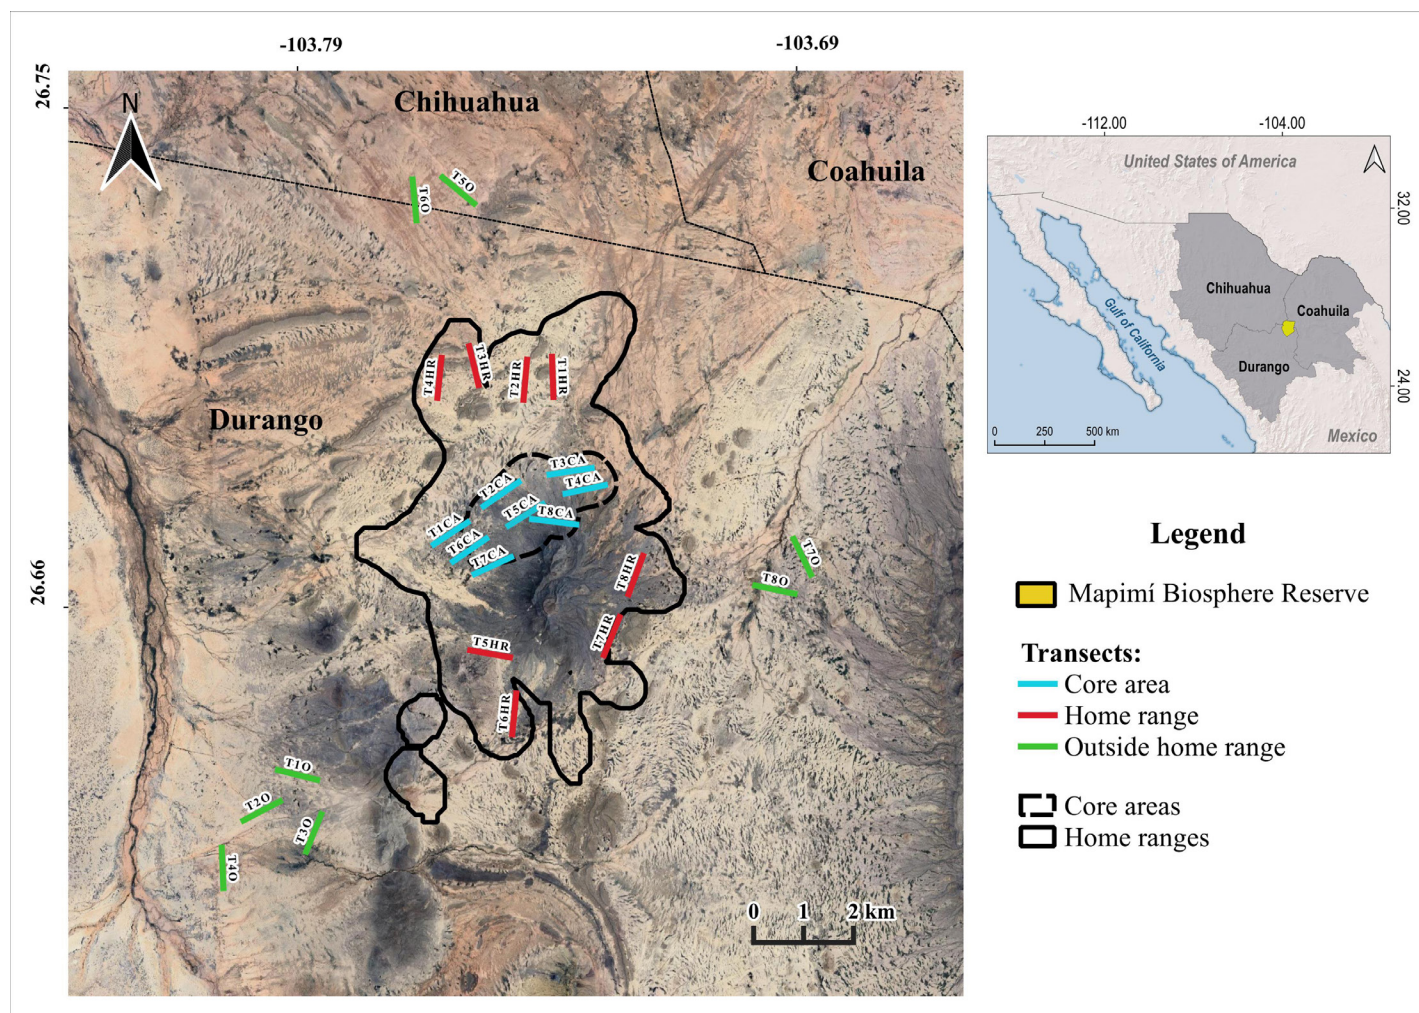 -103.79
-103.69
26.75
26.66
N
Chihuahua
Coahuila
Durango
T6O
T5O
T4HR
T3HR
T2HR
T1HR
T3CA
T4CA
T2CA
T5CA
T8CA
T1CA
T6CA
T7CA
T8HR
T7HR
T5HR
T6HR
T7O
T8O
T1O
T2O
T3O
T4O
0 1 2 km
-112.00
-104.00
32.00
24.00
United States of America
Chihuahua
Coahuila
Durango
Gulf of California
Mexico
0 250 500 km
Legend
Mapimí Biosphere Reserve
Transects:
Core area
Home range
Outside home range
Core areas
Home ranges